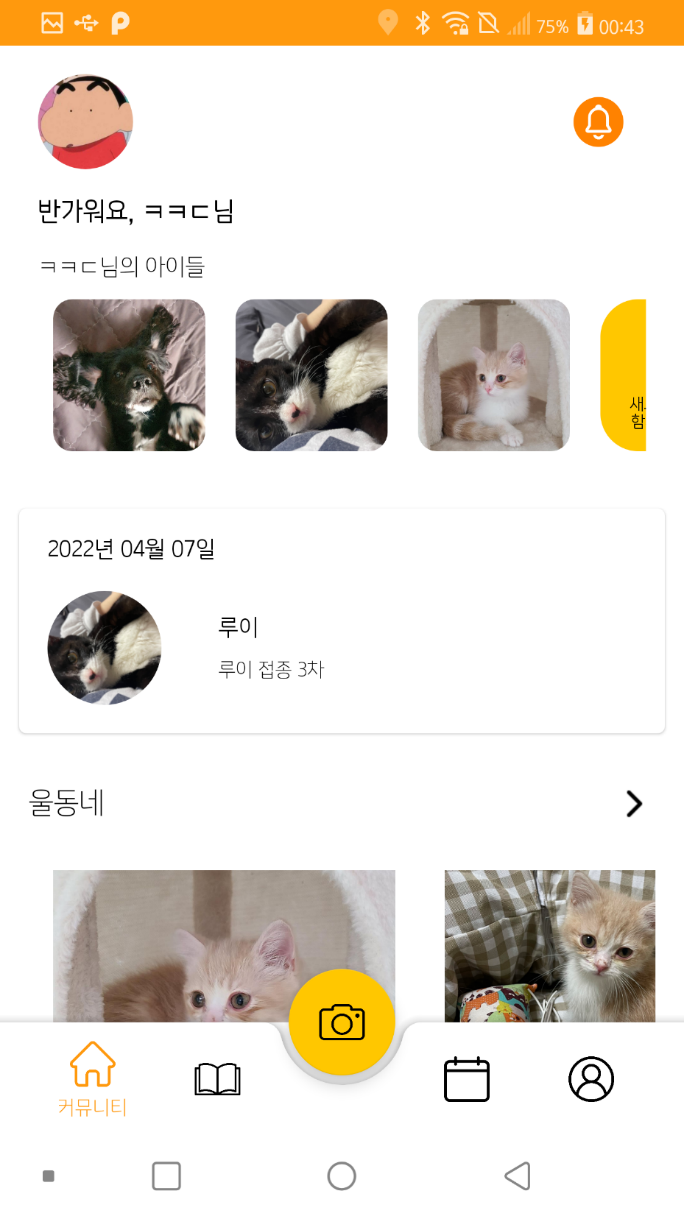 75% 00:43
반가워요, ㅋㅋㄷ님
ㅋㅋㄷ님의 아이들
새
함
2022년 04월 07일
루이
루이 접종 3차
울동네
커뮤니티